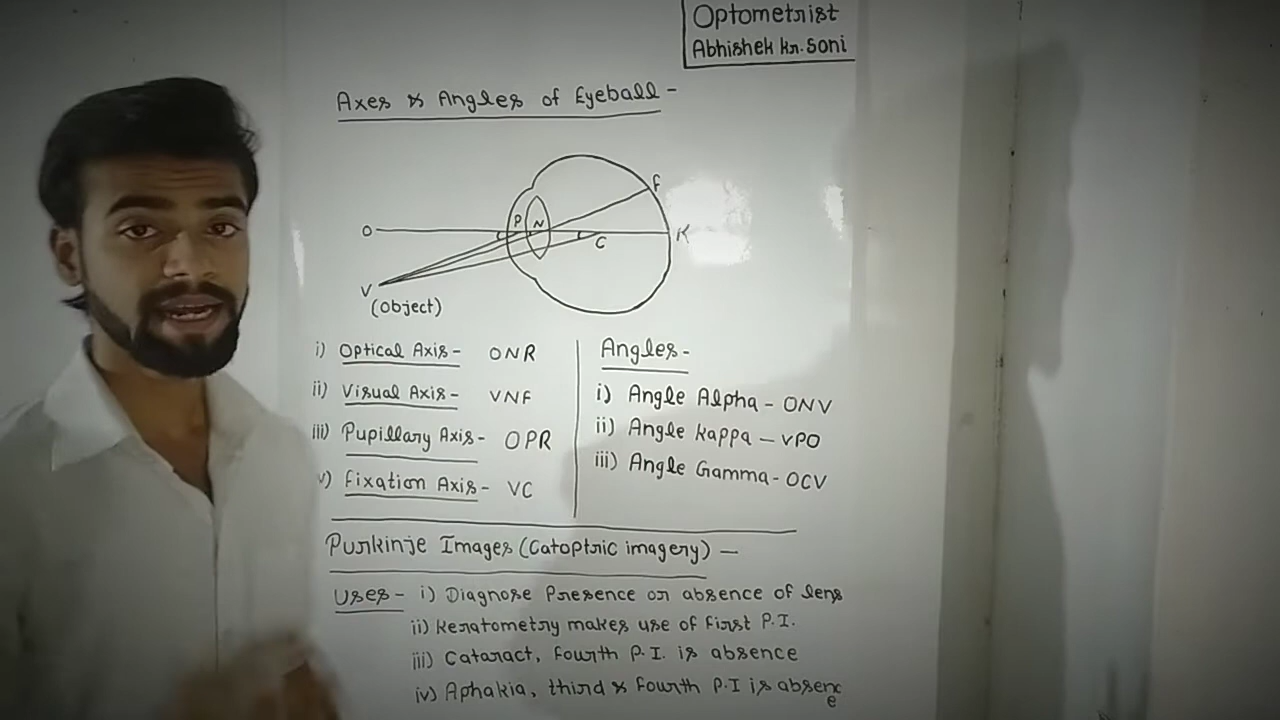 Optometrist
Abhishek kr. Soni
Axes & Angles of Eyeball -
F
O
P
N
C
R
V
(Object)
i) Optical Axis - ONR
ii) Visual Axis - VNF
iii) Pupillary Axis - OPR
v) Fixation Axis - VC
Angles -
i) Angle Alpha - ONV
ii) Angle Kappa - VPO
iii) Angle Gamma - OCV
Purkinje Images (Catoptric imagery) -
Uses - i) Diagnose Presence or absence of lens
ii) Keratometry makes use of first P.I.
iii) Cataract, fourth P.I. is absence
iv) Aphakia, third & fourth P.I is absence